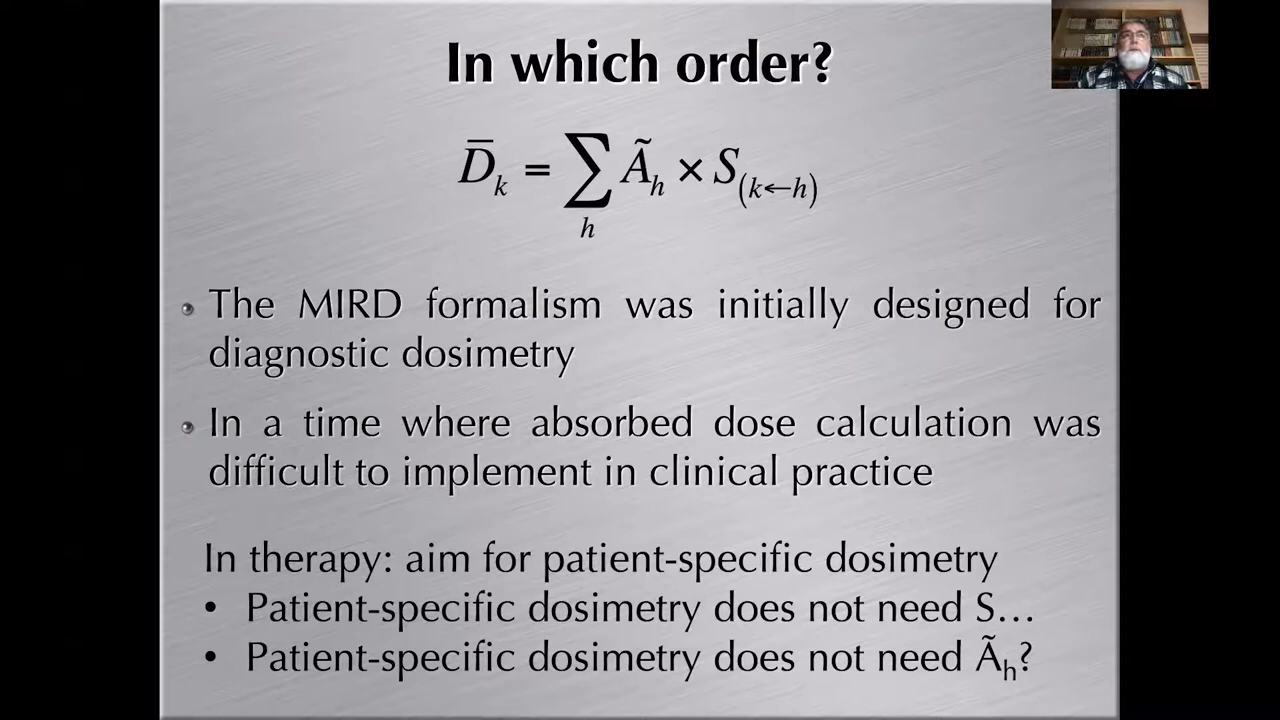 In which order?
D̄ₖ = ∑ Ãₕ × S₍ₖ←ₕ₎
h
The MIRD formalism was initially designed for
diagnostic dosimetry
In a time where absorbed dose calculation was
difficult to implement in clinical practice
In therapy: aim for patient-specific dosimetry
• Patient-specific dosimetry does not need S…
• Patient-specific dosimetry does not need Ãₕ?